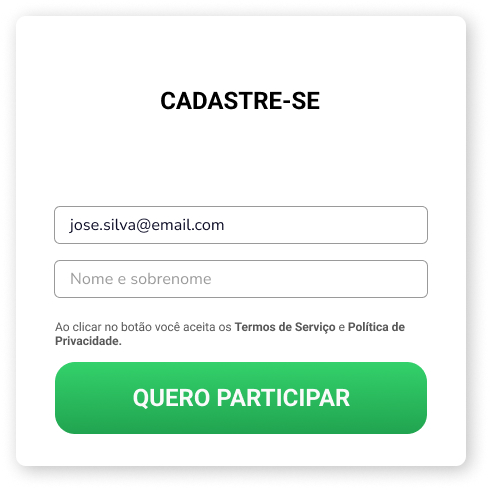 CADASTRE-SE
jose.silva@email.com
Nome e sobrenome
Ao clicar no botão você aceita os Termos de Serviço e Política de
Privacidade.
QUERO PARTICIPAR